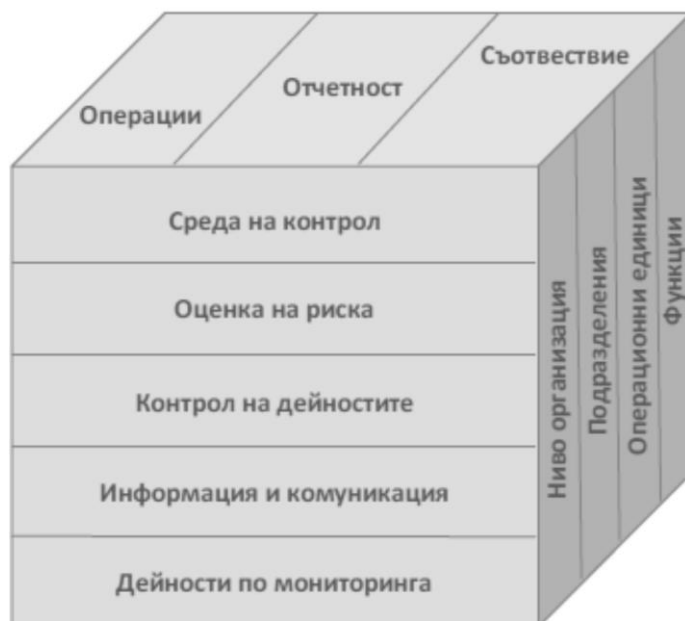 Операции
Отчетност
Съотвествие
Среда на контрол
Оценка на риска
Контрол на дейностите
Информация и комуникация
Дейности по мониторинга
Ниво организация
Подразделения
Операционни единици
Функции